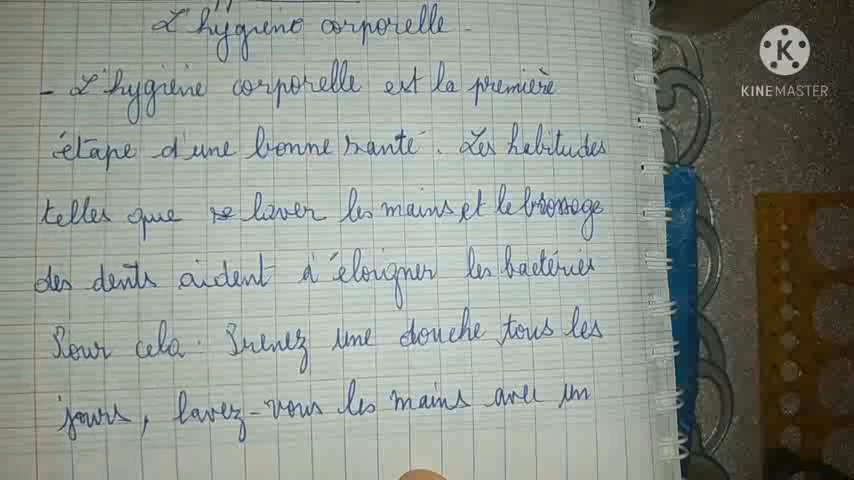 L'hygiène corporelle.
- L'hygiène corporelle est la première
étape d'une bonne santé. Les habitudes
telles que se laver les mains et le brossage
des dents aident d'éloigner les bactéries
Pour cela : Prenez une douche tous les
jours, lavez-vous les mains avec un
KINEMASTER